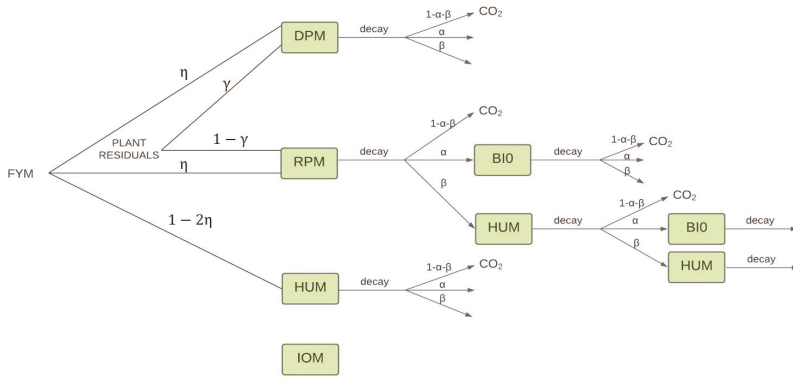 1-α-β
CO₂
DPM
decay
α
β
η
γ
PLANT
RESIDUALS
1 − γ
1-α-β
CO₂
FYM
η
RPM
decay
α
BI0
decay
1-α-β
CO₂
α
β
β
1 − 2η
HUM
decay
1-α-β
CO₂
α
BI0
decay
β
HUM
decay
HUM
decay
1-α-β
CO₂
α
β
IOM